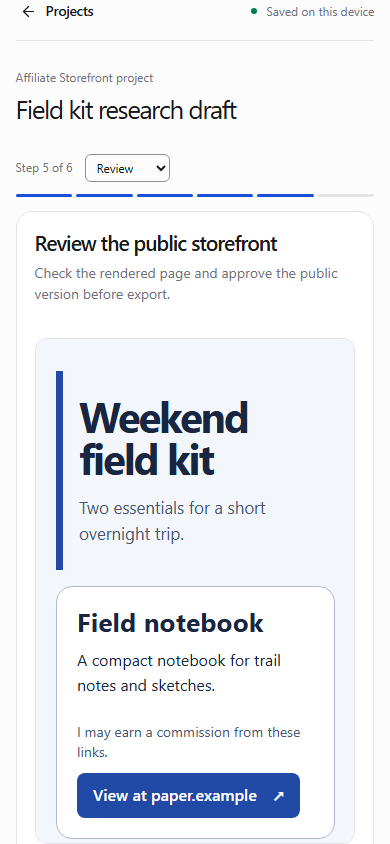 Projects
Saved on this device
Affiliate Storefront project
Field kit research draft
Step 5 of 6
Review
Review the public storefront
Check the rendered page and approve the public
version before export.
Weekend
field kit
Two essentials for a short
overnight trip.
Field notebook
A compact notebook for trail
notes and sketches.
I may earn a commission from these
links.
View at paper.example ↗